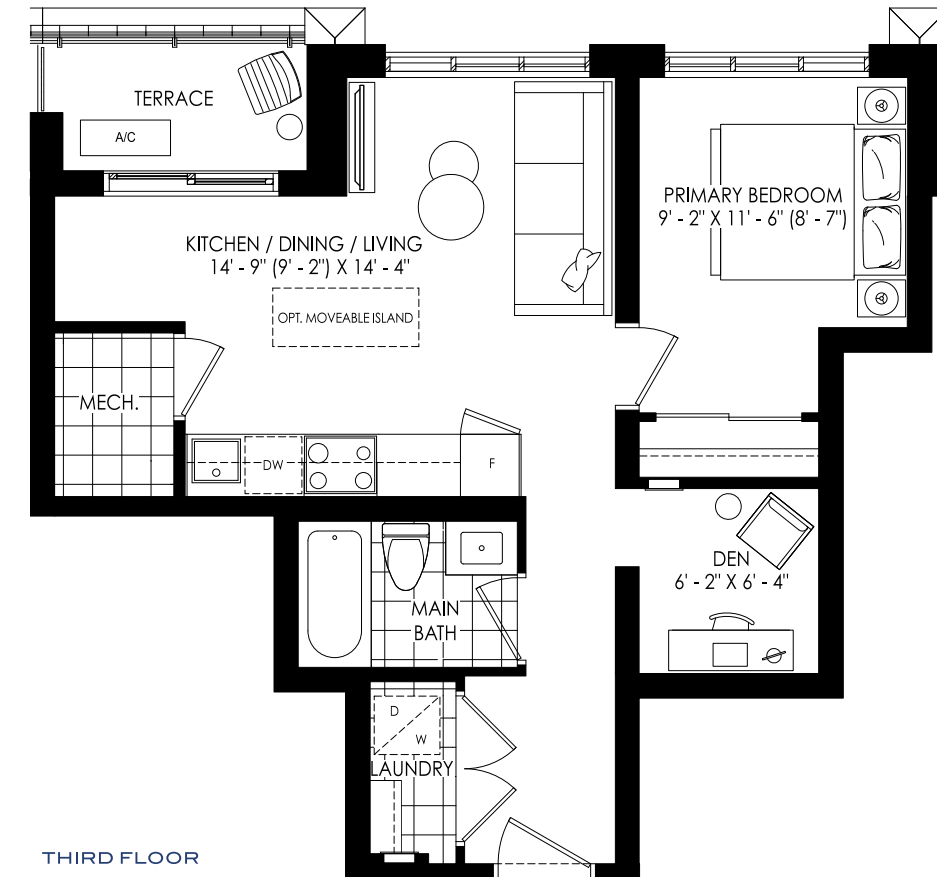 TERRACE
A/C
PRIMARY BEDROOM
9' - 2" X 11' - 6" (8' - 7")
KITCHEN / DINING / LIVING
14' - 9" (9' - 2") X 14' - 4"
OPT. MOVEABLE ISLAND
MECH.
DW
F
DEN
6' - 2" X 6' - 4"
MAIN
BATH
D
W
LAUNDRY
THIRD FLOOR